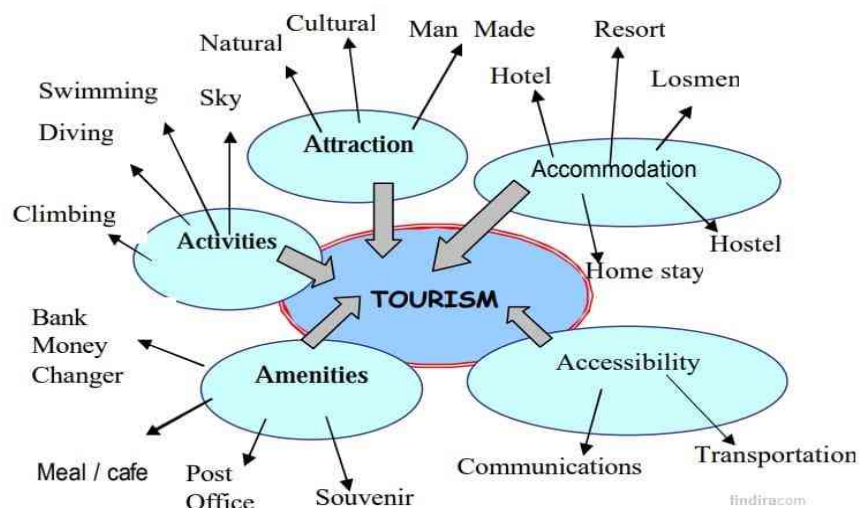 Cultural
Natural
Man Made
Resort
Hotel
Losmen
Swimming
Sky
Diving
Attraction
Accommodation
Climbing
Activities
Hostel
Home stay
TOURISM
Bank
Money
Changer
Amenities
Accessibility
Meal / cafe
Post
Office
Souvenir
Communications
Transportation
lindiracom